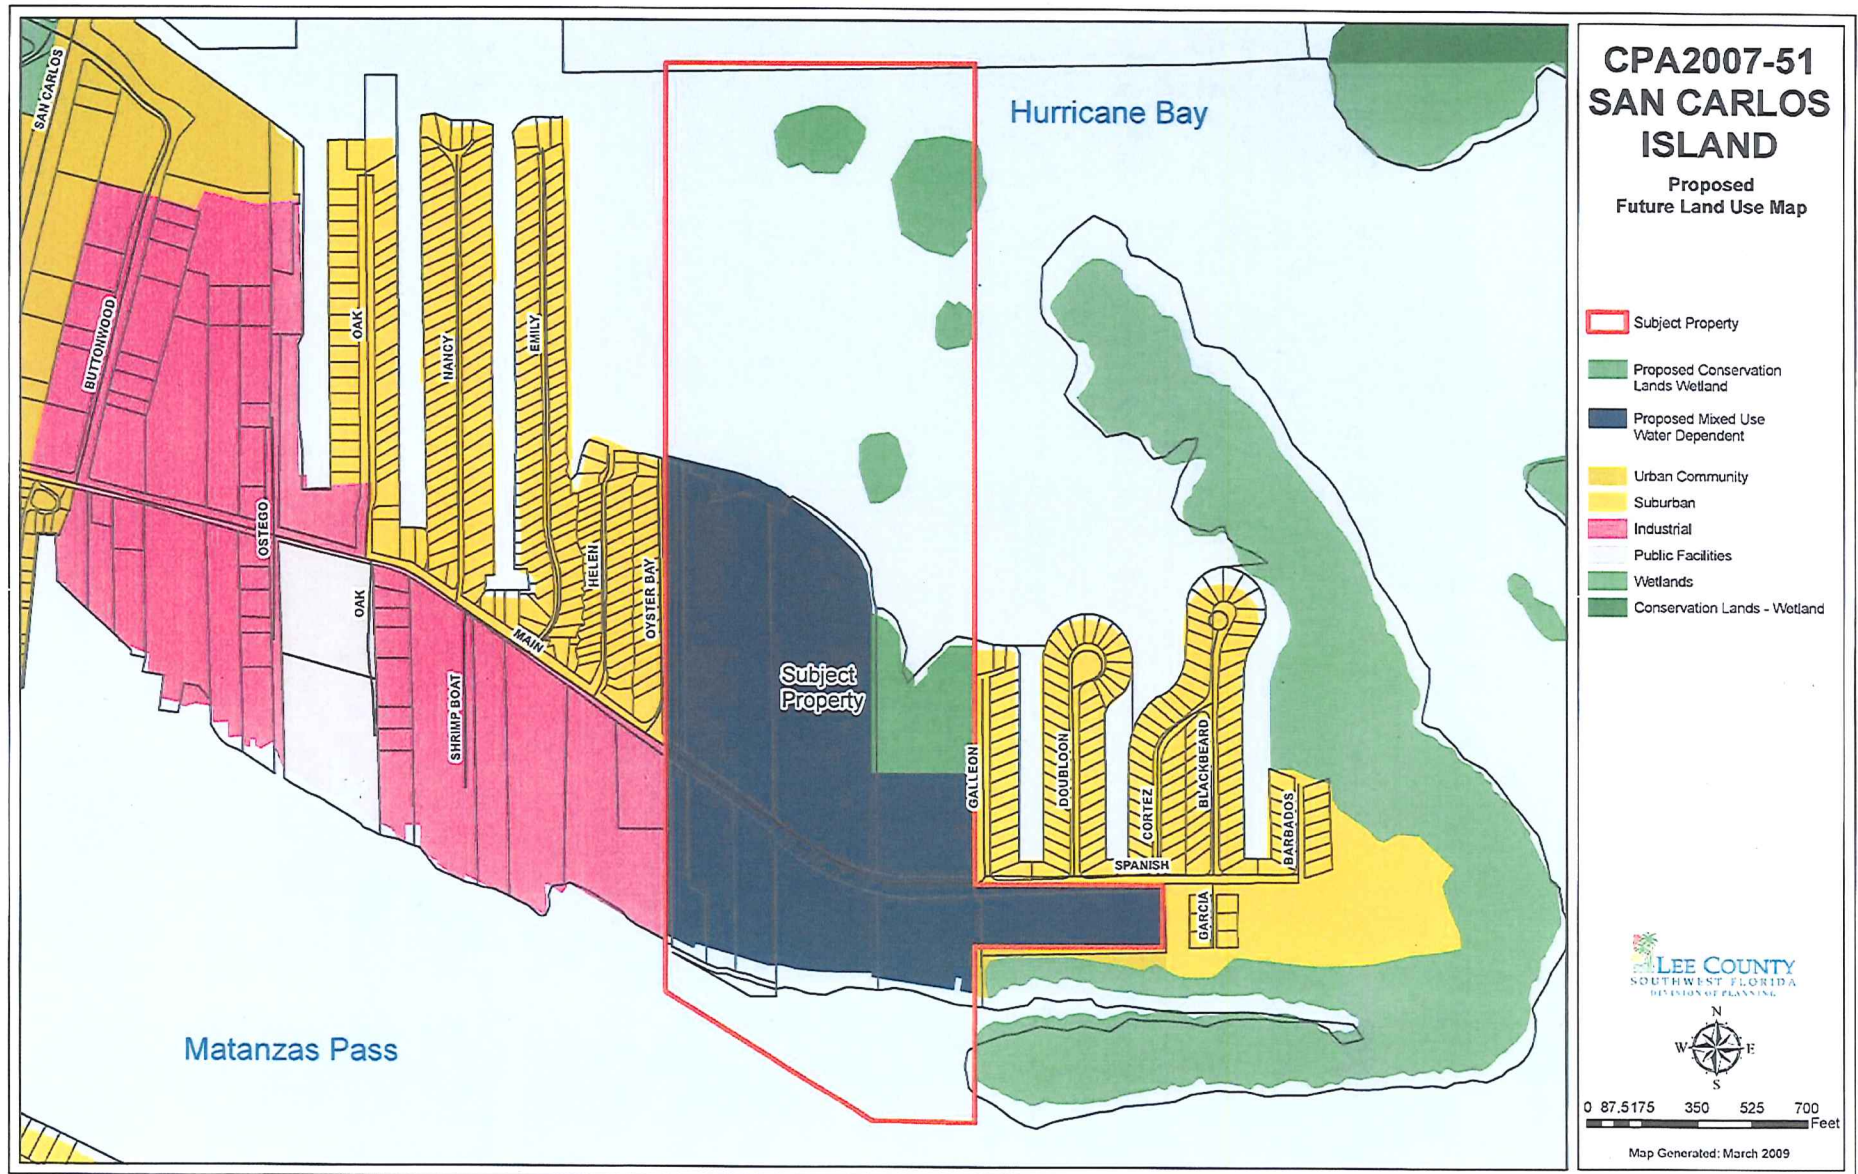 CPA2007-51
SAN CARLOS
ISLAND
Proposed
Future Land Use Map
Subject Property
Proposed Conservation
Lands Wetland
Proposed Mixed Use
Water Dependent
Urban Community
Suburban
Industrial
Public Facilities
Wetlands
Conservation Lands - Wetland
LEE COUNTY
SOUTHWEST FLORIDA
DIVISION OF PLANNING
N
W
E
S
0 87.5175 350 525 700
Feet
Map Generated: March 2009
Hurricane Bay
SAN CARLOS
BUTTONWOOD
OAK
NANCY
EMILY
OSTEGO
OAK
HELEN
OYSTER BAY
MAIN
SHRIMP BOAT
Subject
Property
GALLEON
DOUBLOON
CORTEZ
BLACKBEARD
BARBADOS
SPANISH
GARCIA
Matanzas Pass